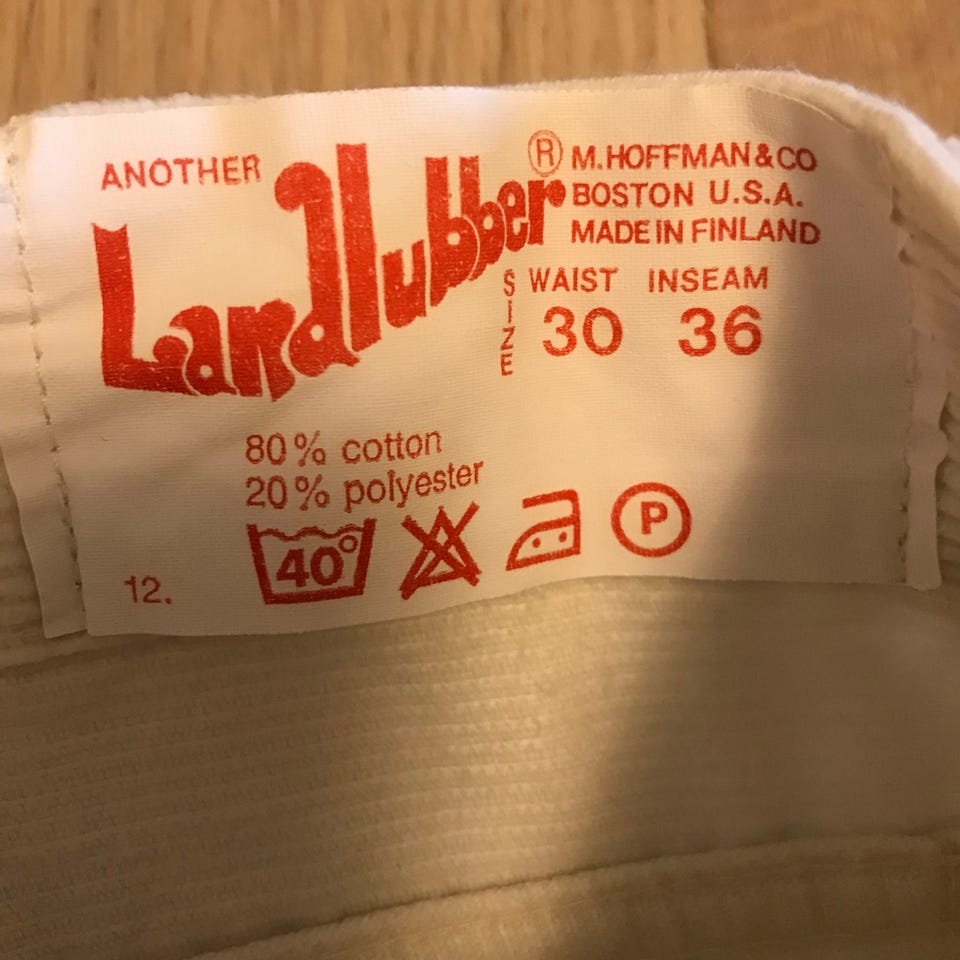 ANOTHER
Landlubber ®
M.HOFFMAN&CO
BOSTON U.S.A.
MADE IN FINLAND
SIZE
WAIST INSEAM
30 36
80% cotton
20% polyester
40°
P
12.